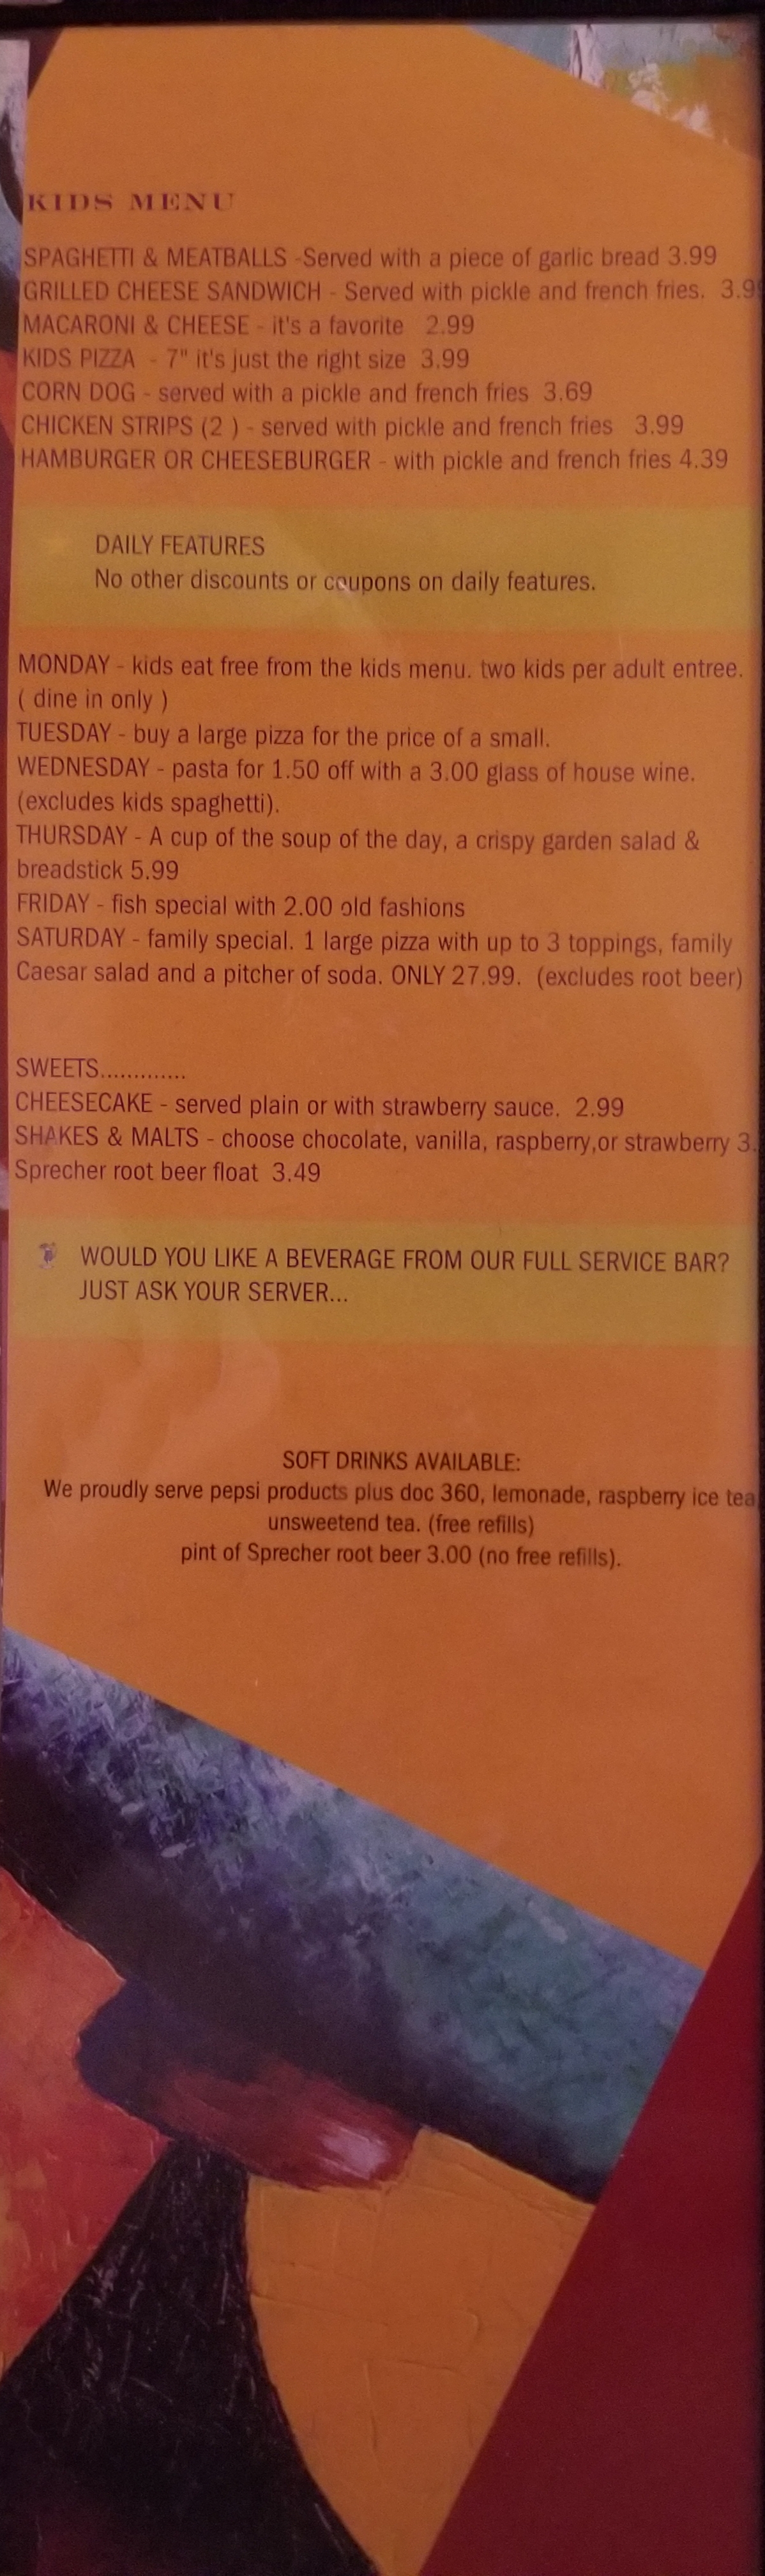 KIDS MENU
SPAGHETTI & MEATBALLS -Served with a piece of garlic bread 3.99
GRILLED CHEESE SANDWICH - Served with pickle and french fries. 3.9
MACARONI & CHEESE - it's a favorite 2.99
KIDS PIZZA - 7" it's just the right size 3.99
CORN DOG - served with a pickle and french fries 3.69
CHICKEN STRIPS (2 ) - served with pickle and french fries 3.99
HAMBURGER OR CHEESEBURGER - with pickle and french fries 4.39
DAILY FEATURES
No other discounts or coupons on daily features.
MONDAY - kids eat free from the kids menu. two kids per adult entree.
( dine in only )
TUESDAY - buy a large pizza for the price of a small.
WEDNESDAY - pasta for 1.50 off with a 3.00 glass of house wine.
(excludes kids spaghetti).
THURSDAY - A cup of the soup of the day, a crispy garden salad &
breadstick 5.99
FRIDAY - fish special with 2.00 old fashions
SATURDAY - family special. 1 large pizza with up to 3 toppings, family
Caesar salad and a pitcher of soda. ONLY 27.99. (excludes root beer)
SWEETS.............
CHEESECAKE - served plain or with strawberry sauce. 2.99
SHAKES & MALTS - choose chocolate, vanilla, raspberry,or strawberry 3.
Sprecher root beer float 3.49
WOULD YOU LIKE A BEVERAGE FROM OUR FULL SERVICE BAR?
JUST ASK YOUR SERVER...
SOFT DRINKS AVAILABLE:
We proudly serve pepsi products plus doc 360, lemonade, raspberry ice tea
unsweetend tea. (free refills)
pint of Sprecher root beer 3.00 (no free refills).